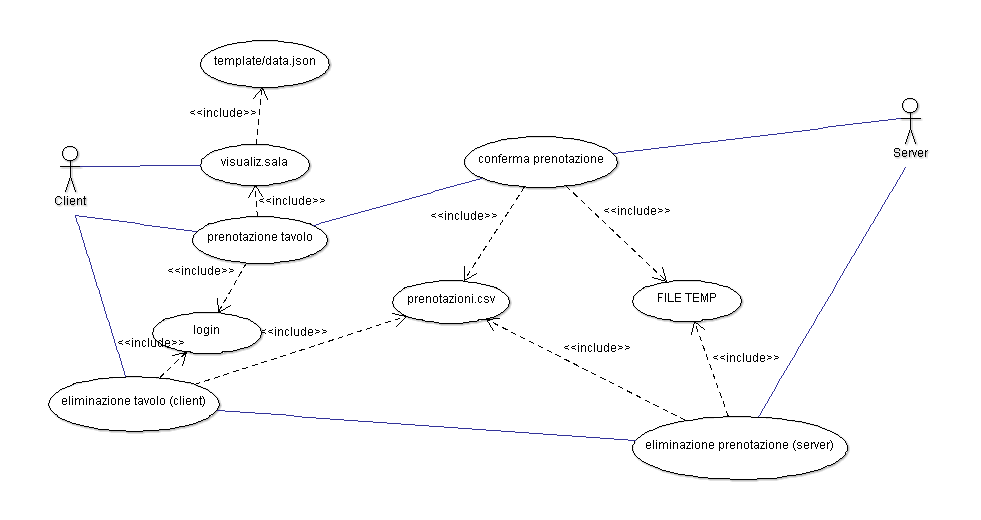 template/data.json
<<include>>
visualiz.sala
conferma prenotazione
Server
Client
<<include>>
<<include>>
<<include>>
prenotazione tavolo
<<include>>
prenotazioni.csv
FILE TEMP
login
<<include>>
<<include>>
<<include>>
<<include>>
eliminazione tavolo (client)
eliminazione prenotazione (server)